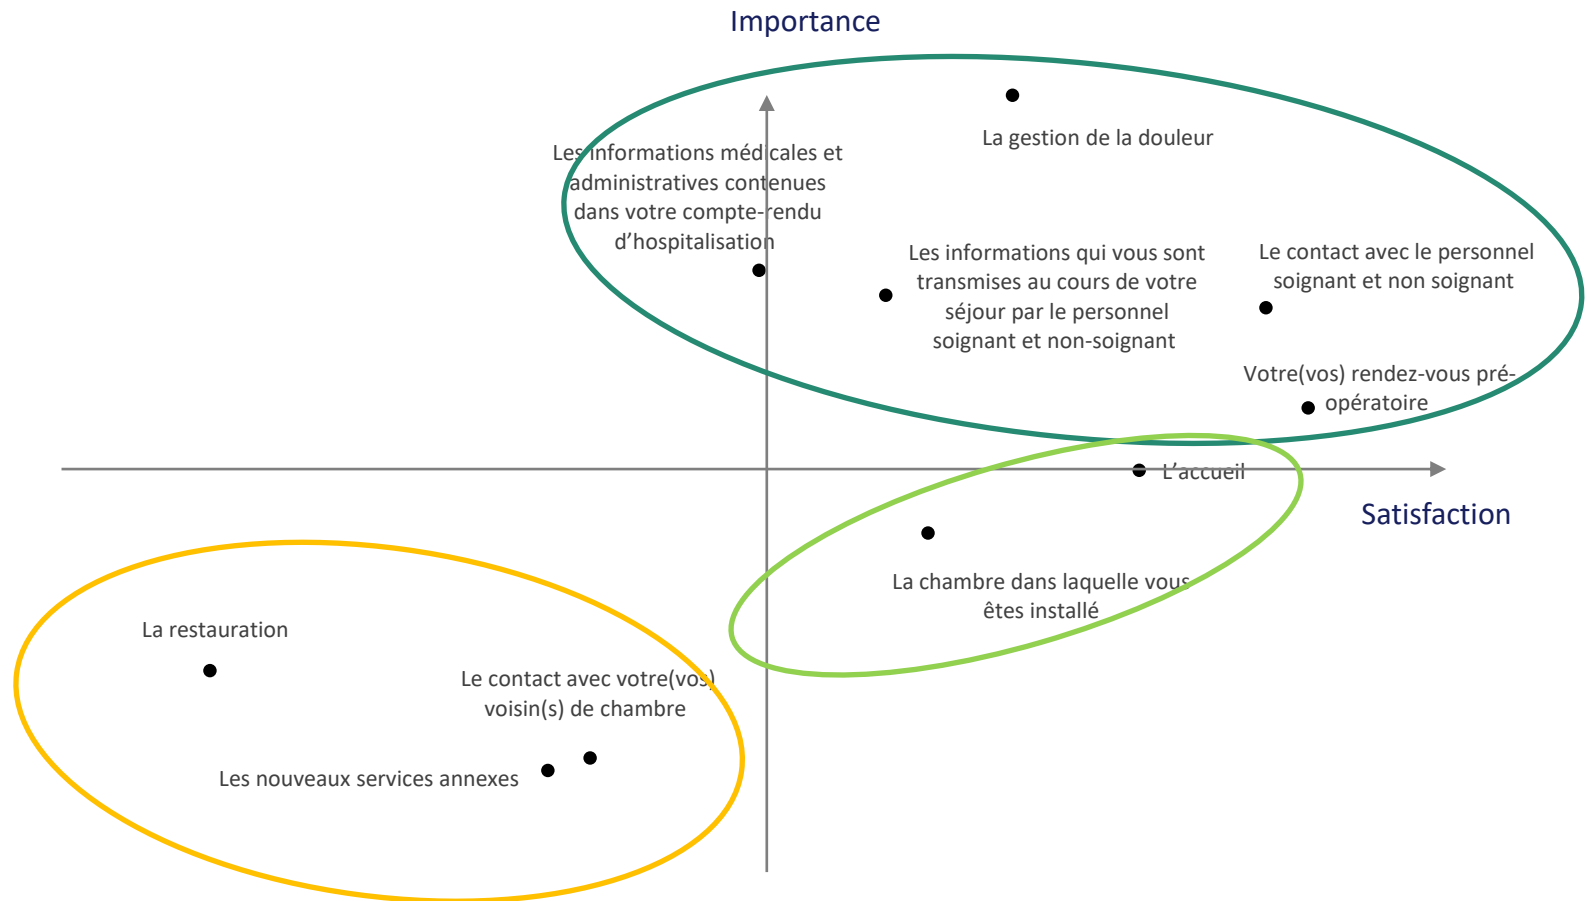 Importance
La gestion de la douleur
Les informations médicales et
administratives contenues
dans votre compte-rendu
d’hospitalisation
Les informations qui vous sont
transmises au cours de votre
séjour par le personnel
soignant et non-soignant
Le contact avec le personnel
soignant et non soignant
Votre(vos) rendez-vous pré-
opératoire
L’accueil
Satisfaction
La chambre dans laquelle vous
êtes installé
La restauration
Le contact avec votre(vos)
voisin(s) de chambre
Les nouveaux services annexes